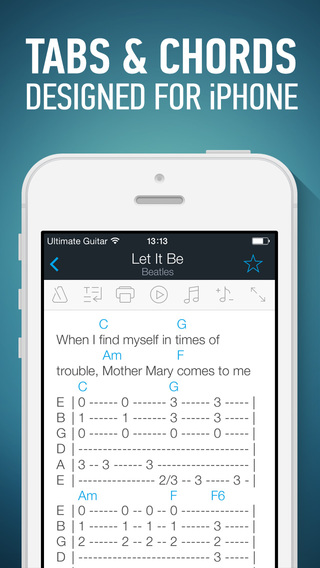 TABS & CHORDS
DESIGNED FOR iPHONE
Ultimate Guitar 13:13
Let It Be
Beatles
C G
When I find myself in times of
Am F
trouble, Mother Mary comes to me
C G
E | 0 ------ 0 ------ 3 ---- 3 ----- |
B | 1 ------ 1 ------ 3 ---- 3 ----- |
G | 0 ------ 0 ------ 0 ---- 0 ----- |
D |-------------------------------- |
A | 3 -- 3 ------ 3 ----------------- |
E |----------------- 2/3 -- 3 ---- 3 - |
Am F F6
E | 0 ------ 0 -- 0 -- 0 ------------ |
B | 1 ------ 1 -- 1 -- 1 ------ 3 ---- |
G | 2 ------ 2 -- 2 -- 2 ------ 2 ---- |
D |------------------- 3 ---- 3 ---- |